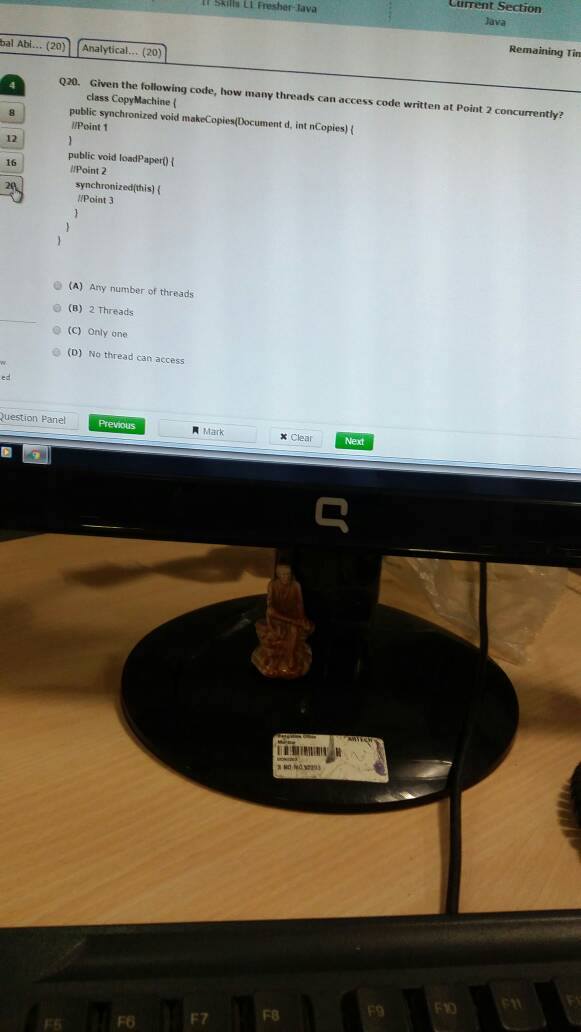 IT Skills L1 Fresher-Java
Current Section
Java
bal Abi... (20)
Analytical... (20)
Remaining Tim
4
8
12
16
20
Q20. Given the following code, how many threads can access code written at Point 2 concurrently?
class CopyMachine {
public synchronized void makeCopies(Document d, int nCopies) {
//Point 1
}
public void loadPaper() {
//Point 2
synchronized(this) {
//Point 3
}
}
}
(A) Any number of threads
(B) 2 Threads
(C) Only one
(D) No thread can access
w
ed
Question Panel
Previous
Mark
Clear
Next
F5
F6
F7
F8
F9
F10
F11